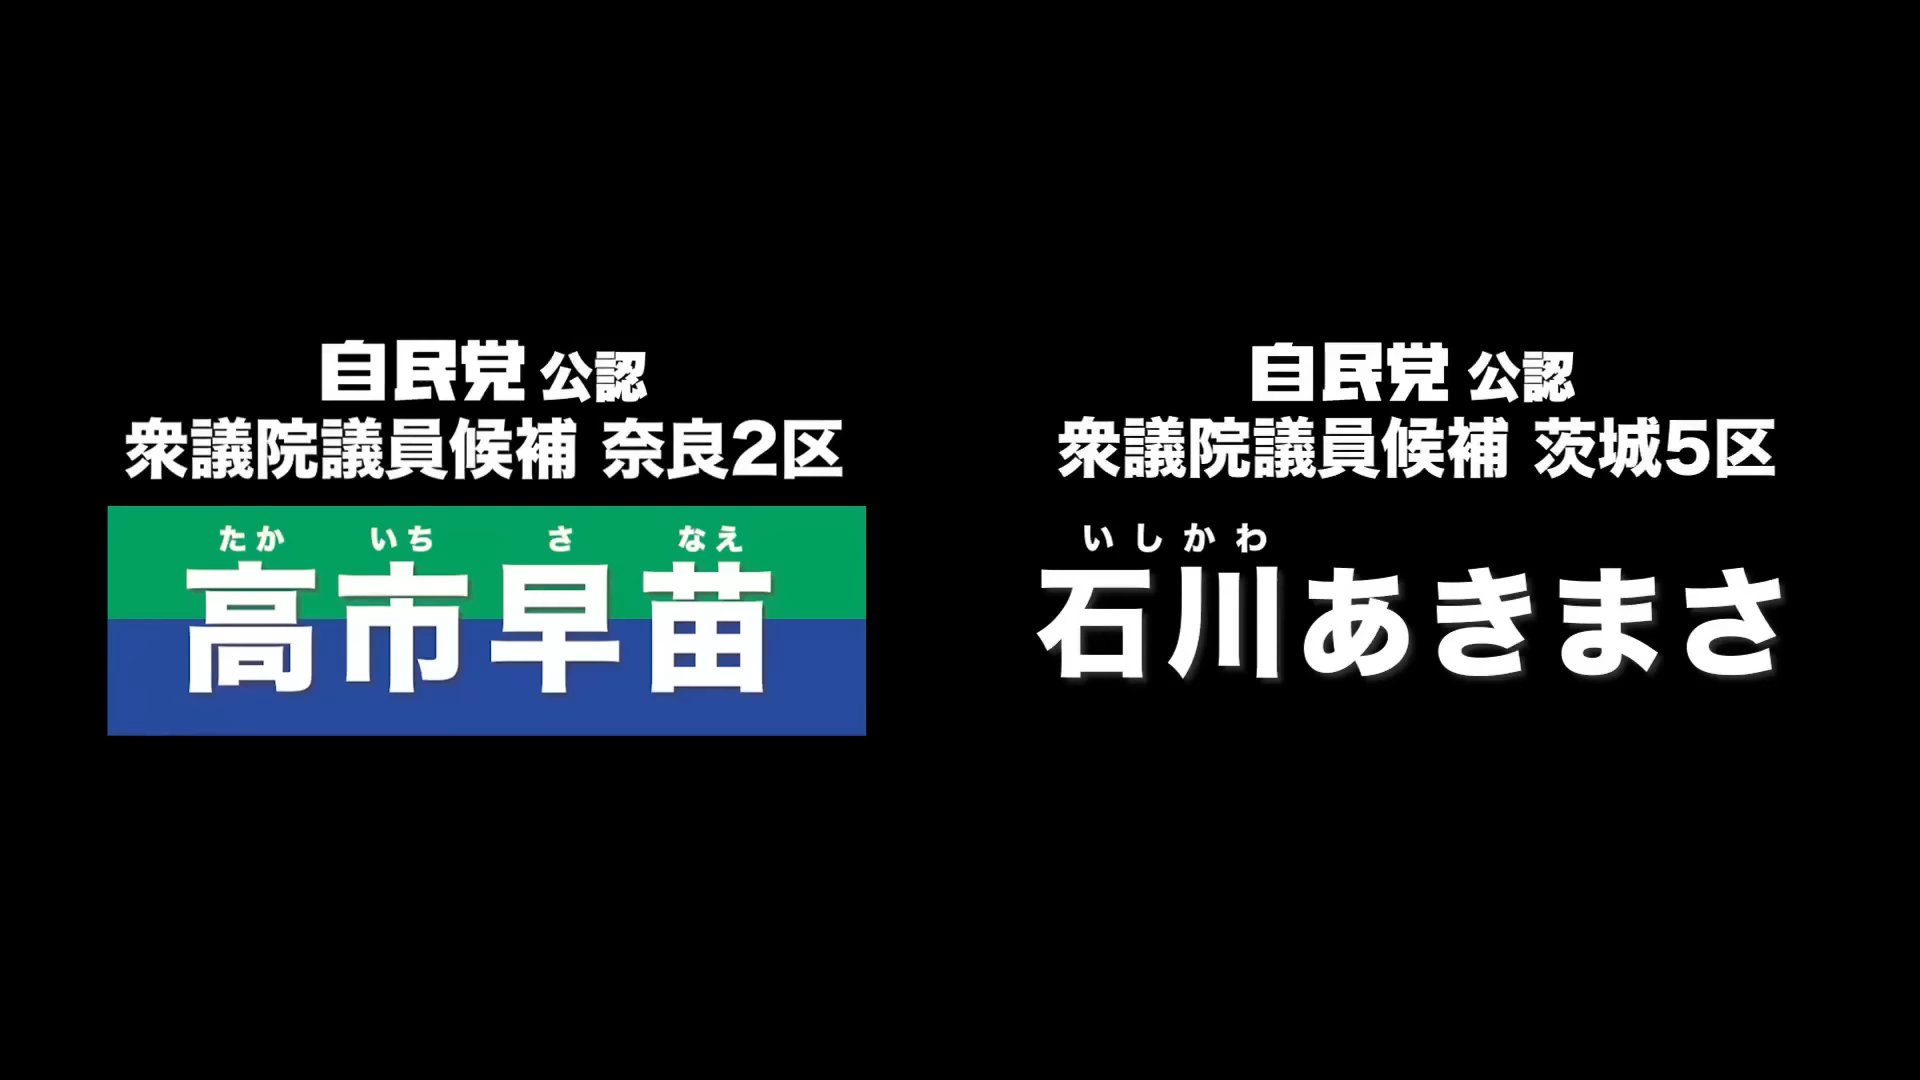 自民党 公認
衆議院議員候補 奈良2区
たか いち さ なえ
高市早苗
自民党 公認
衆議院議員候補 茨城5区
いしかわ
石川あきまさ